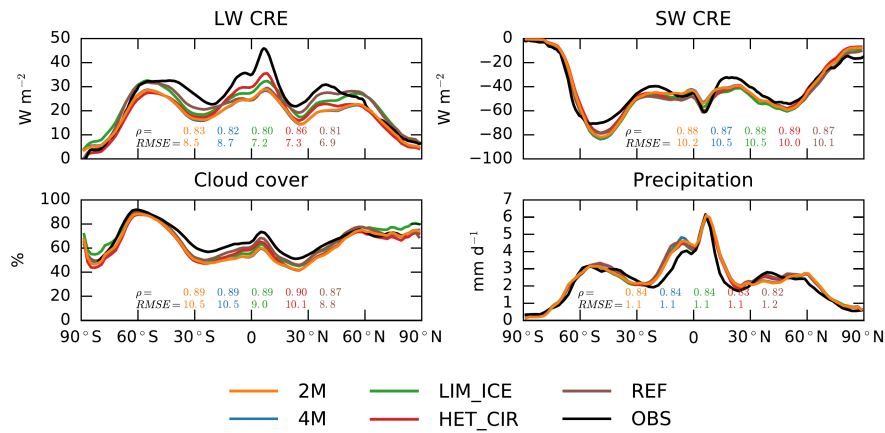 LW CRE
SW CRE
50
40
30
20
10
0
W m⁻²
ρ = 0.83 0.82 0.80 0.86 0.81
RMSE = 8.5 8.7 7.2 7.3 6.9
0
−20
−40
−60
−80
−100
W m⁻²
ρ = 0.88 0.87 0.88 0.89 0.87
RMSE = 10.2 10.5 10.5 10.0 10.1
Cloud cover
Precipitation
100
80
60
40
20
0
%
ρ = 0.89 0.89 0.89 0.90 0.87
RMSE = 10.5 10.5 9.0 10.1 8.8
90°S 60°S 30°S 0 30°N 60°N 90°N
7
6
5
4
3
2
1
0
mm d⁻¹
ρ = 0.84 0.84 0.84 0.83 0.82
RMSE = 1.1 1.1 1.1 1.1 1.2
90°S 60°S 30°S 0 30°N 60°N 90°N
2M LIM_ICE REF
4M HET_CIR OBS